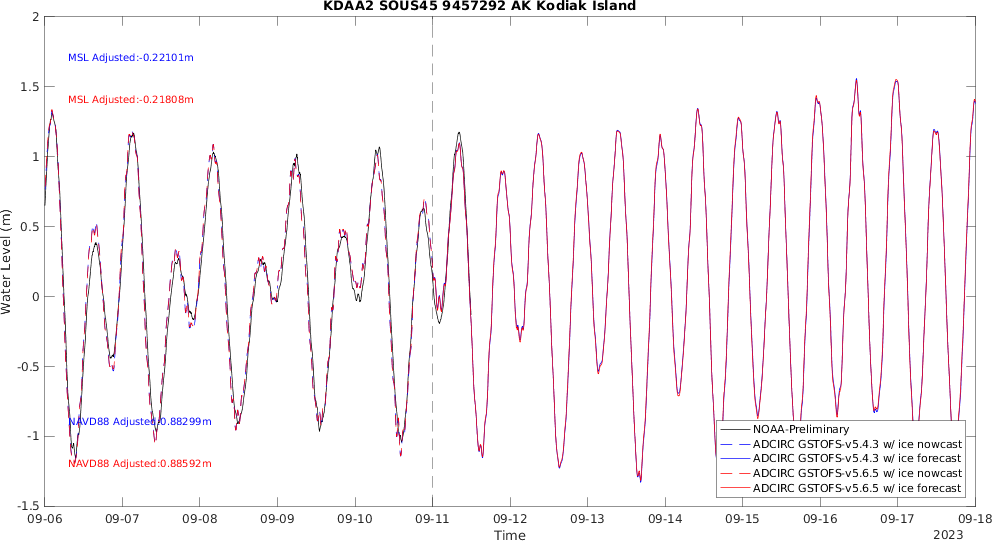 KDAA2 SOUS45 9457292 AK Kodiak Island
2
1.5
1
0.5
0
-0.5
-1
-1.5
Water Level (m)
MSL Adjusted:-0.22101m
MSL Adjusted:-0.21808m
NAVD88 Adjusted:0.88299m
NAVD88 Adjusted:0.88592m
NOAA-Preliminary
ADCIRC GSTOFS-v5.4.3 w/ ice nowcast
ADCIRC GSTOFS-v5.4.3 w/ ice forecast
ADCIRC GSTOFS-v5.6.5 w/ ice nowcast
ADCIRC GSTOFS-v5.6.5 w/ ice forecast
09-06 09-07 09-08 09-09 09-10 09-11 09-12 09-13 09-14 09-15 09-16 09-17 09-18
Time
2023